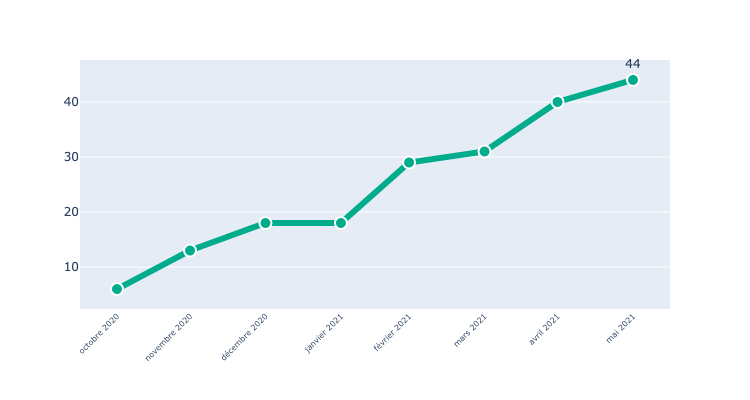 44
40
30
20
10
octobre 2020
novembre 2020
décembre 2020
janvier 2021
février 2021
mars 2021
avril 2021
mai 2021